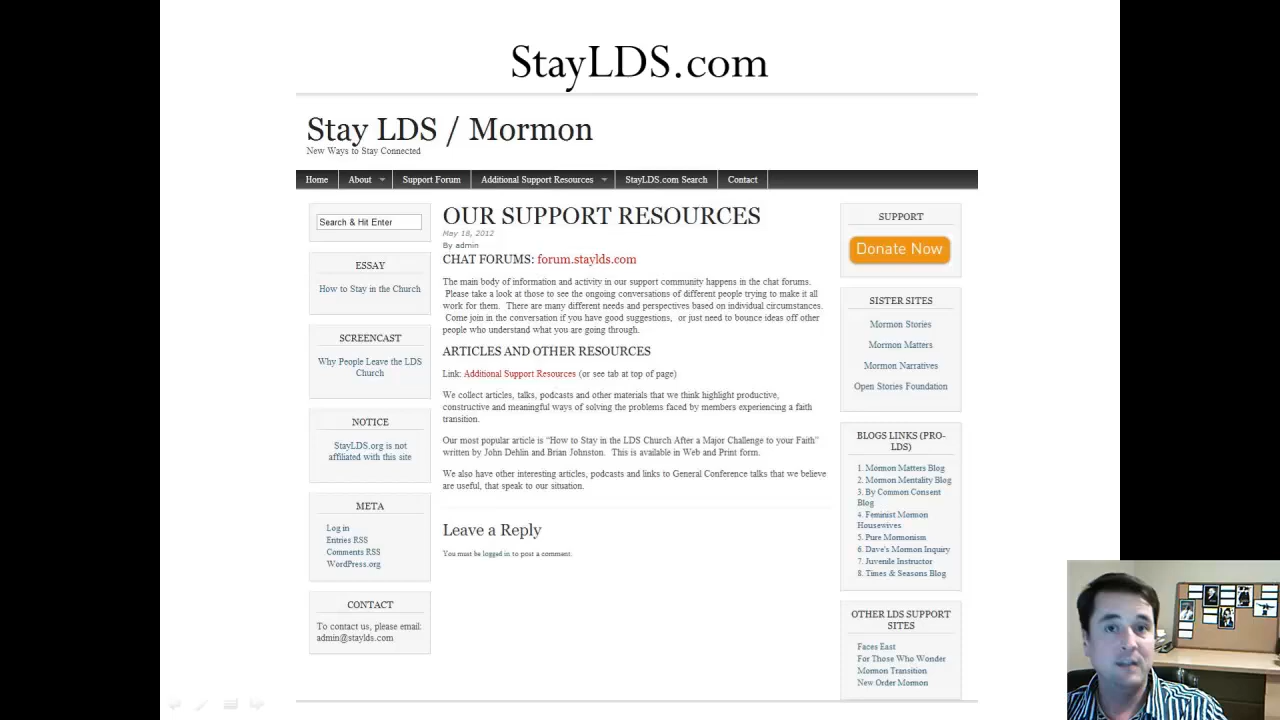 StayLDS.com
Stay LDS / Mormon
New Ways to Stay Connected
Home
About
Support Forum
Additional Support Resources
StayLDS.com Search
Contact
Search & Hit Enter
ESSAY
How to Stay in the Church
SCREENCAST
Why People Leave the LDS
Church
NOTICE
StayLDS.org is not
affiliated with this site
META
Log in
Entries RSS
Comments RSS
WordPress.org
CONTACT
To contact us, please email:
admin@staylds.com
OUR SUPPORT RESOURCES
May 18, 2012
By admin
CHAT FORUMS: forum.staylds.com
The main body of information and activity in our support community happens in the chat forums.
Please take a look at those to see the ongoing conversations of different people trying to make it all
work for them. There are many different needs and perspectives based on individual circumstances.
Come join in the conversation if you have good suggestions, or just need to bounce ideas off other
people who understand what you are going through.
ARTICLES AND OTHER RESOURCES
Link: Additional Support Resources (or see tab at top of page)
We collect articles, talks, podcasts and other materials that we think highlight productive,
constructive and meaningful ways of solving the problems faced by members experiencing a faith
transition.
Our most popular article is “How to Stay in the LDS Church After a Major Challenge to your Faith”
written by John Dehlin and Brian Johnston. This is available in Web and Print form.
We also have other interesting articles, podcasts and links to General Conference talks that we believe
are useful, that speak to our situation.
Leave a Reply
You must be logged in to post a comment.
SUPPORT
Donate Now
SISTER SITES
Mormon Stories
Mormon Matters
Mormon Narratives
Open Stories Foundation
BLOGS LINKS (PRO-
LDS)
1. Mormon Matters Blog
2. Mormon Mentality Blog
3. By Common Consent
Blog
4. Feminist Mormon
Housewives
5. Pure Mormonism
6. Dave's Mormon Inquiry
7. Juvenile Instructor
8. Times & Seasons Blog
OTHER LDS SUPPORT
SITES
Faces East
For Those Who Wonder
Mormon Transition
New Order Mormon